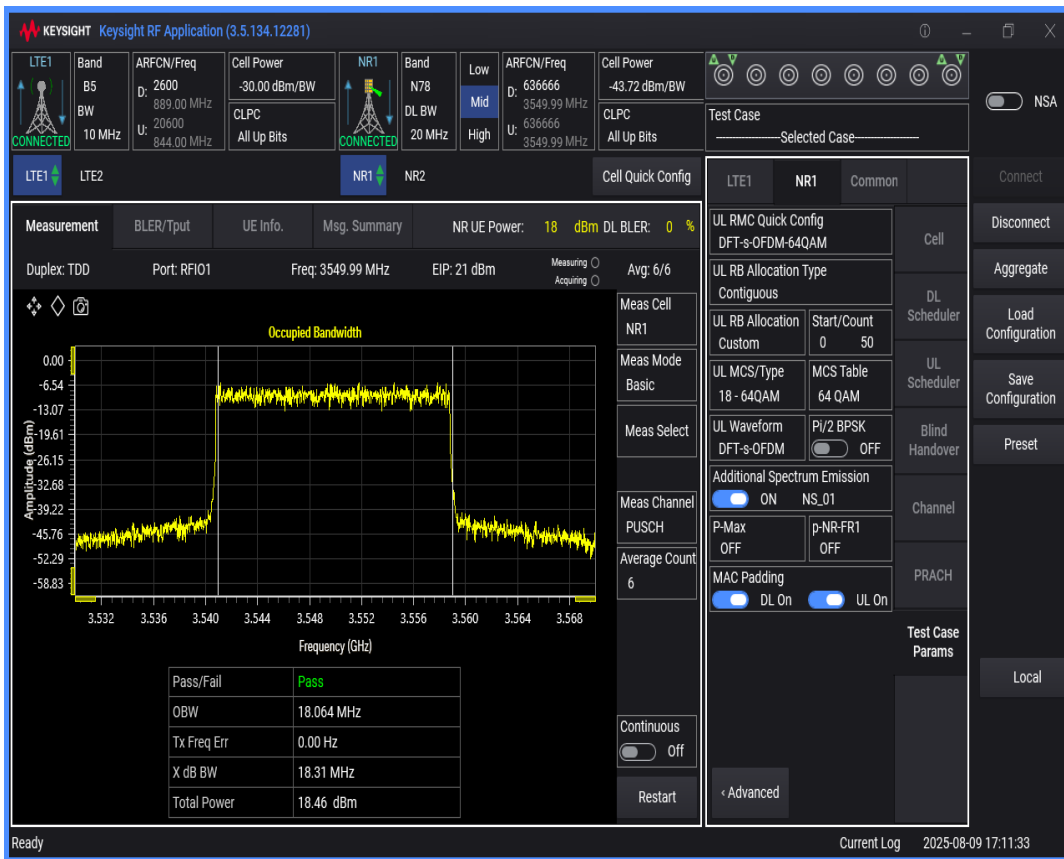 KEYSIGHT Keysight RF Application (3.5.134.12281)
LTE1
CONNECTED
Band
B5
BW
10 MHz
ARFCN/Freq
D: 2600
889.00 MHz
U: 20600
844.00 MHz
Cell Power
-30.00 dBm/BW
CLPC
All Up Bits
NR1
CONNECTED
Band
N78
DL BW
20 MHz
Low
Mid
High
ARFCN/Freq
D: 636666
3549.99 MHz
U: 636666
3549.99 MHz
Cell Power
-43.72 dBm/BW
CLPC
All Up Bits
Test Case
-----------------Selected Case-----------------
NSA
LTE1 LTE2 NR1 NR2 Cell Quick Config
Measurement BLER/Tput UE Info. Msg. Summary NR UE Power: 18 dBm DL BLER: 0 %
Duplex: TDD Port: RFIO1 Freq: 3549.99 MHz EIP: 21 dBm Measuring Avg: 6/6
Acquiring
Occupied Bandwidth
0.00
-6.54
-13.07
-19.61
-26.15
-32.68
-39.22
-45.76
-52.29
-58.83
Amplitude (dBm)
3.532 3.536 3.540 3.544 3.548 3.552 3.556 3.560 3.564 3.568
Frequency (GHz)
Pass/Fail Pass
OBW 18.064 MHz
Tx Freq Err 0.00 Hz
X dB BW 18.31 MHz
Total Power 18.46 dBm
Meas Cell
NR1
Meas Mode
Basic
Meas Select
Meas Channel
PUSCH
Average Count
6
Continuous
Off
Restart
LTE1 NR1 Common
UL RMC Quick Config
DFT-s-OFDM-64QAM
UL RB Allocation Type
Contiguous
UL RB Allocation Start/Count
Custom 0 50
UL MCS/Type MCS Table
18 - 64QAM 64 QAM
UL Waveform Pi/2 BPSK
DFT-s-OFDM OFF
Additional Spectrum Emission
ON NS_01
P-Max p-NR-FR1
OFF OFF
MAC Padding
DL On UL On
‹ Advanced
Cell
DL
Scheduler
UL
Scheduler
Blind
Handover
Channel
PRACH
Test Case
Params
Connect
Disconnect
Aggregate
Load
Configuration
Save
Configuration
Preset
Local
Ready Current Log 2025-08-09 17:11:33